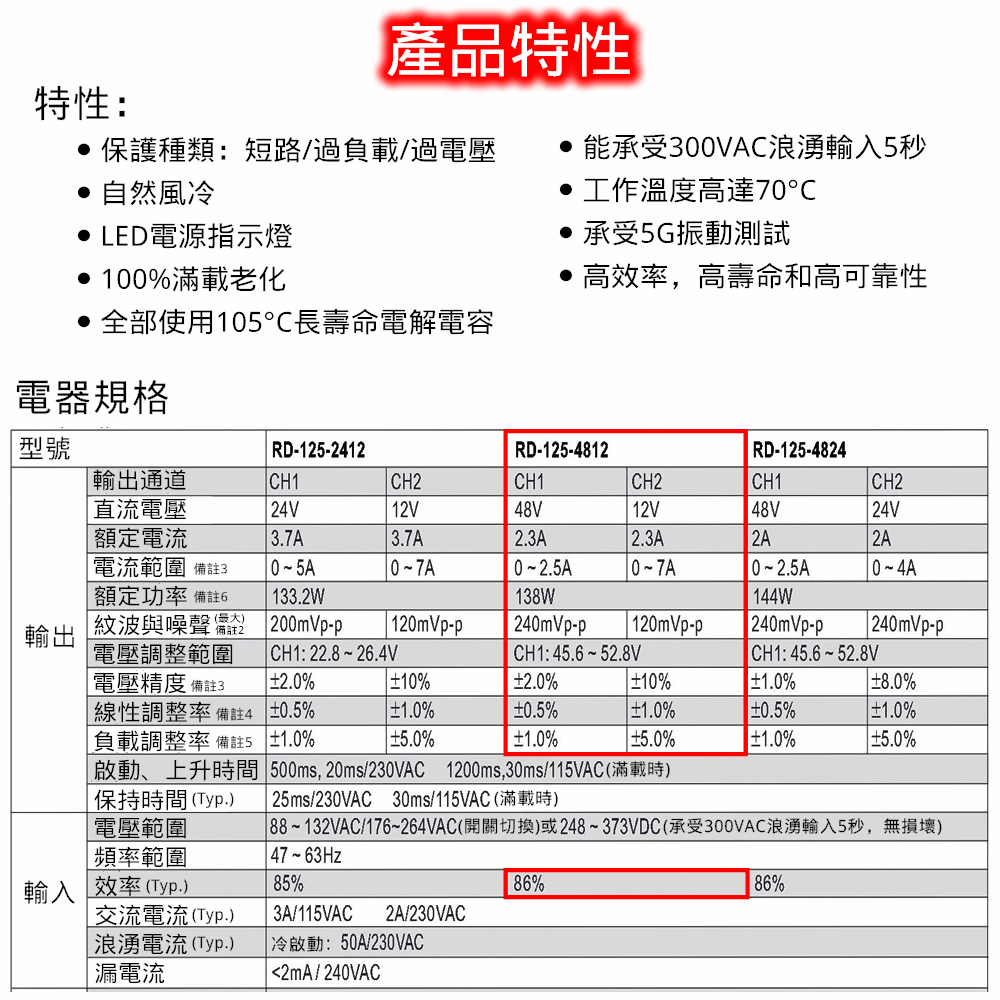 產品特性
特性：
● 保護種類：短路/過負載/過電壓
● 自然風冷
● LED電源指示燈
● 100%滿載老化
● 全部使用105°C長壽命電解電容
● 能承受300VAC浪湧輸入5秒
● 工作溫度高達70°C
● 承受5G振動測試
● 高效率，高壽命和高可靠性
電器規格
型號 RD-125-2412 RD-125-4812 RD-125-4824
輸出
輸出通道 CH1 CH2 CH1 CH2 CH1 CH2
直流電壓 24V 12V 48V 12V 48V 24V
額定電流 3.7A 3.7A 2.3A 2.3A 2A 2A
電流範圍 備註3 0 ~ 5A 0 ~ 7A 0 ~ 2.5A 0 ~ 7A 0 ~ 2.5A 0 ~ 4A
額定功率 備註6 133.2W 138W 144W
紋波與噪聲 (最大) 備註2 200mVp-p 120mVp-p 240mVp-p 120mVp-p 240mVp-p 240mVp-p
電壓調整範圍 CH1: 22.8 ~ 26.4V CH1: 45.6 ~ 52.8V CH1: 45.6 ~ 52.8V
電壓精度 備註3 ±2.0% ±10% ±2.0% ±10% ±1.0% ±8.0%
線性調整率 備註4 ±0.5% ±1.0% ±0.5% ±1.0% ±0.5% ±1.0%
負載調整率 備註5 ±1.0% ±5.0% ±1.0% ±5.0% ±1.0% ±5.0%
啟動、上升時間 500ms, 20ms/230VAC 1200ms,30ms/115VAC(滿載時)
保持時間 (Typ.) 25ms/230VAC 30ms/115VAC (滿載時)
輸入
電壓範圍 88 ~ 132VAC/176~264VAC(開關切換)或 248 ~ 373VDC (承受300VAC浪湧輸入5秒，無損壞)
頻率範圍 47 ~ 63Hz
效率 (Typ.) 85% 86% 86%
交流電流 (Typ.) 3A/115VAC 2A/230VAC
浪湧電流 (Typ.) 冷啟動：50A/230VAC
漏電流 <2mA / 240VAC